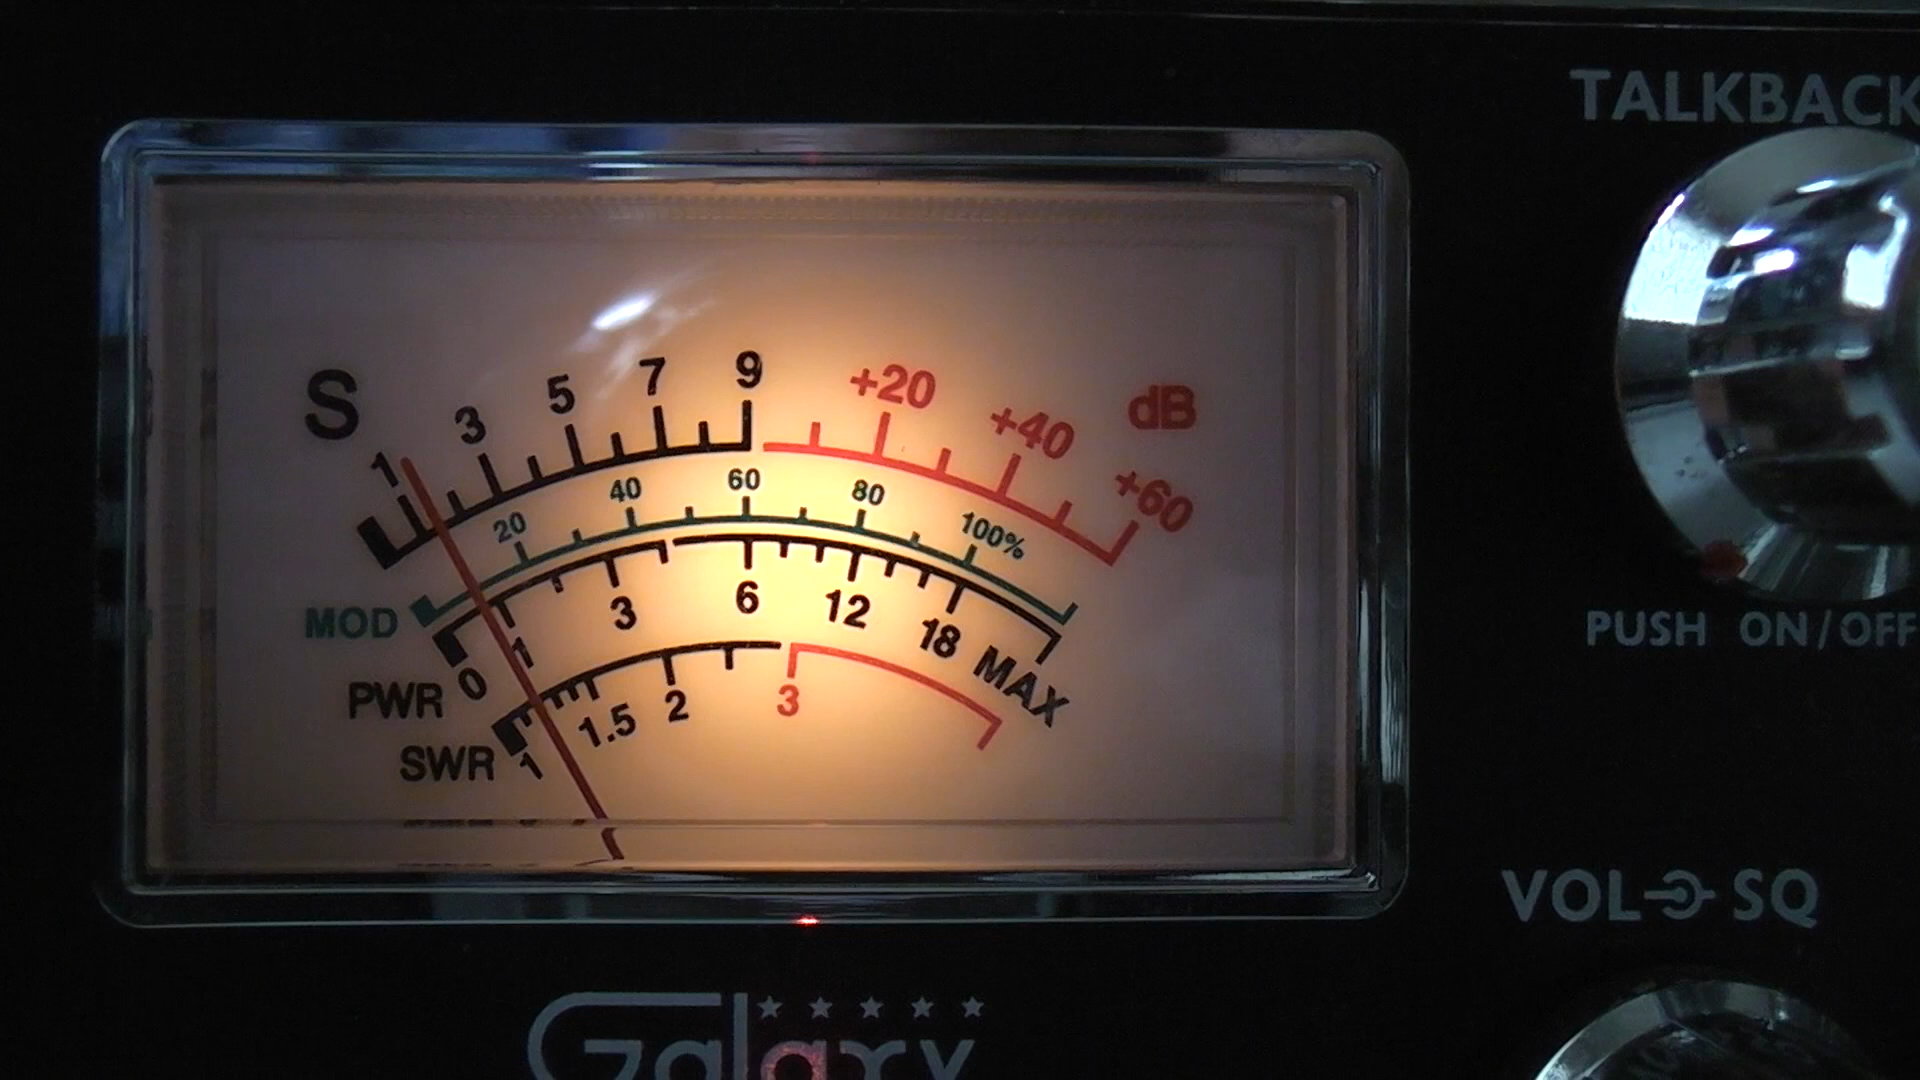 TALKBACK
S 1 3 5 7 9 +20 +40 +60 dB
MOD 20 40 60 80 100%
PWR 0 1 3 6 12 18 MAX
SWR 1 1.5 2 3
PUSH ON/OFF
VOL SQ
Galaxy